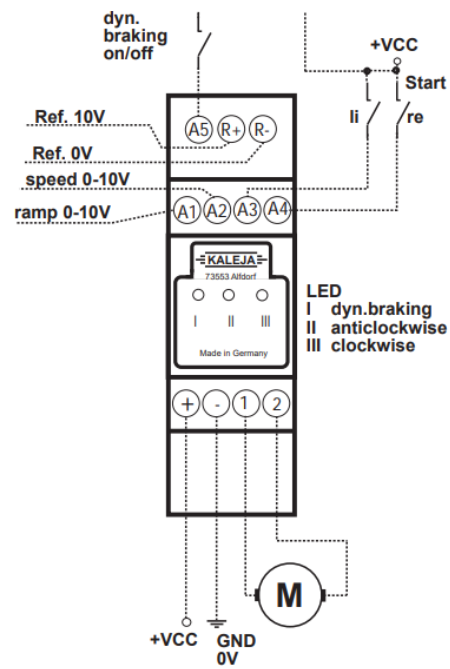 dyn.
braking
on/off
+VCC
Start
li
re
Ref. 10V
A5 R+ R-
Ref. 0V
speed 0-10V
ramp 0-10V
A1 A2 A3 A4
KALEJA
73553 Alfdorf
I II III
Made in Germany
LED
I dyn.braking
II anticlockwise
III clockwise
+ - 1 2
M
+VCC
GND
0V